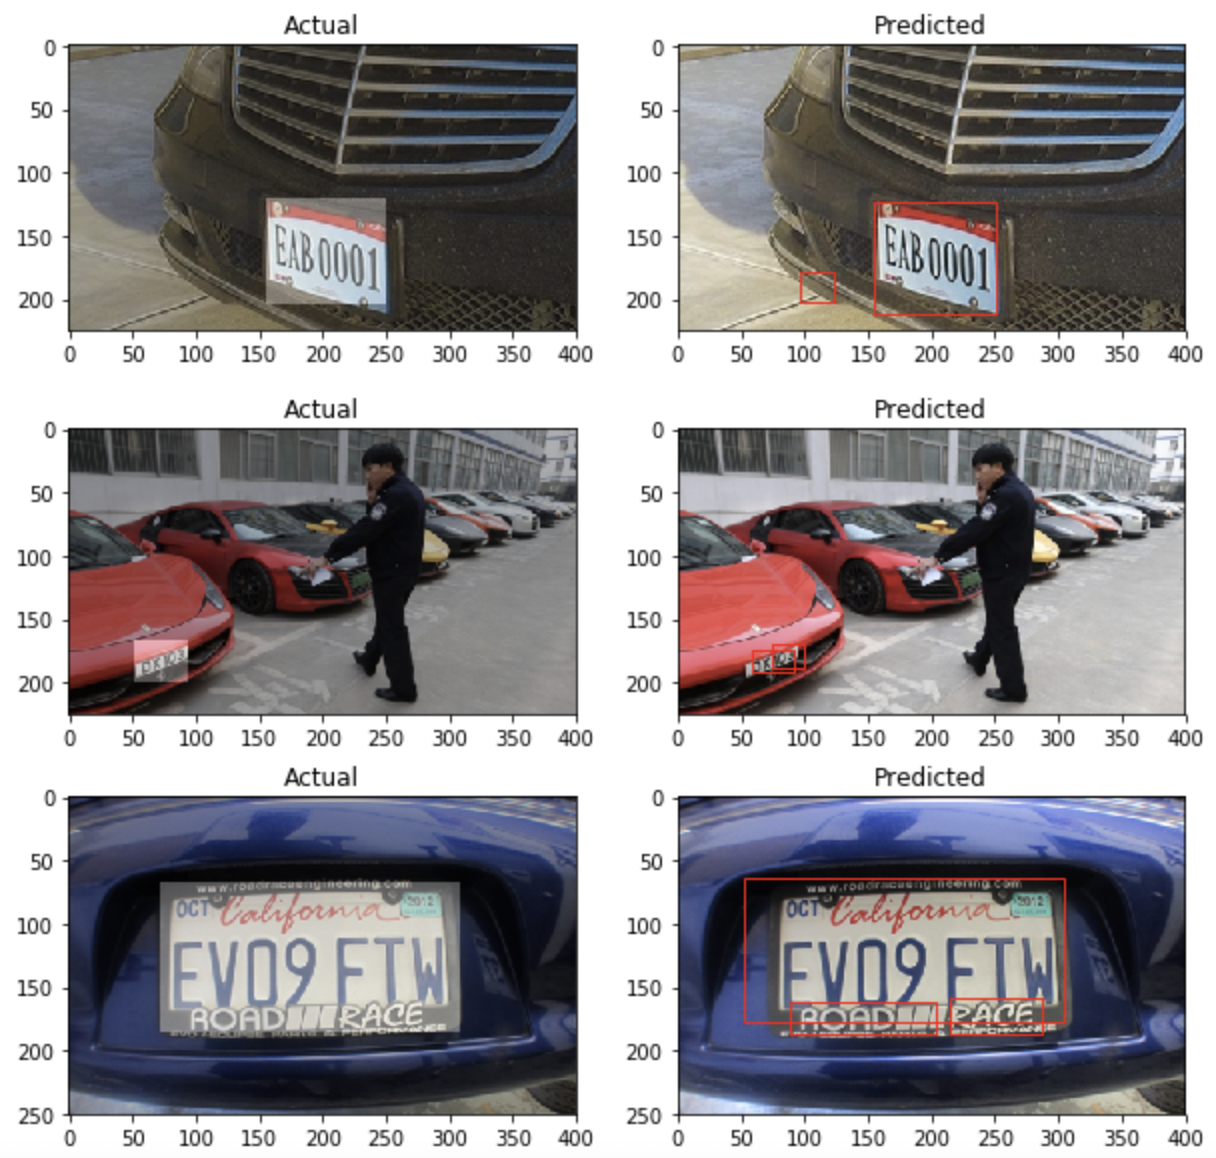 Actual Predicted
0 0
50 50
100 100
150 EAB 0001 150 EAB 0001
200 200
0 50 100 150 200 250 300 350 400 0 50 100 150 200 250 300 350 400
Actual Predicted
0 0
50 50
100 100
150 150
200 200
0 50 100 150 200 250 300 350 400 0 50 100 150 200 250 300 350 400
Actual Predicted
0 0
50 50
www.roadraceengineering.com www.roadraceengineering.com
100 OCT California 2012 100 OCT California 2012
EVO9 FTW EVO9 FTW
150 150
ROAD RACE ROAD RACE
& PERFORMANCE & PERFORMANCE
200 200
250 250
0 50 100 150 200 250 300 350 400 0 50 100 150 200 250 300 350 400